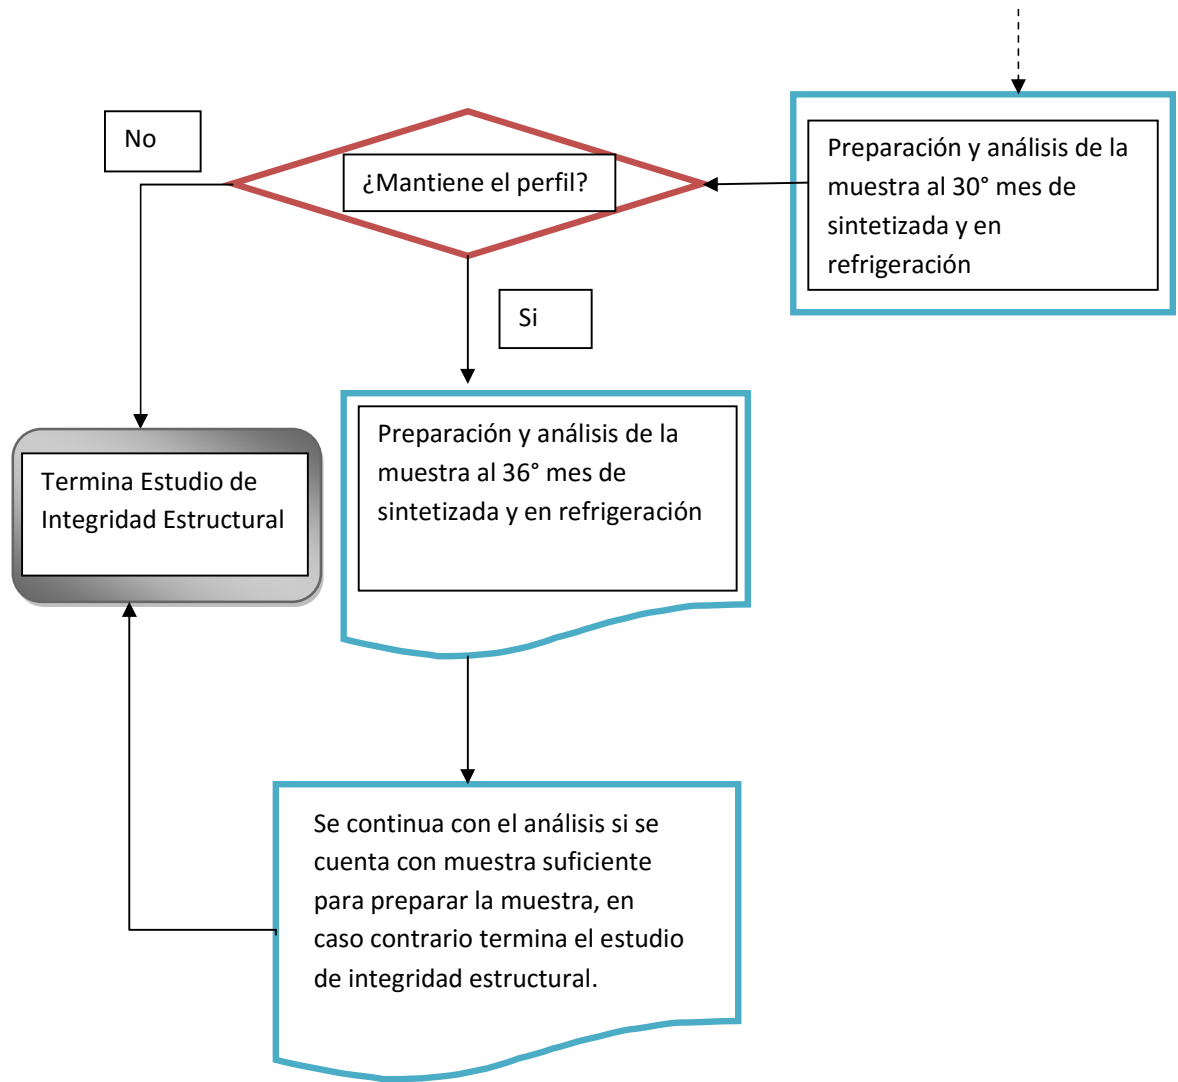 No
¿Mantiene el perfil?
Preparación y análisis de la
muestra al 30° mes de
sintetizada y en
refrigeración
Si
Preparación y análisis de la
muestra al 36° mes de
sintetizada y en refrigeración
Termina Estudio de
Integridad Estructural
Se continua con el análisis si se
cuenta con muestra suficiente
para preparar la muestra, en
caso contrario termina el estudio
de integridad estructural.